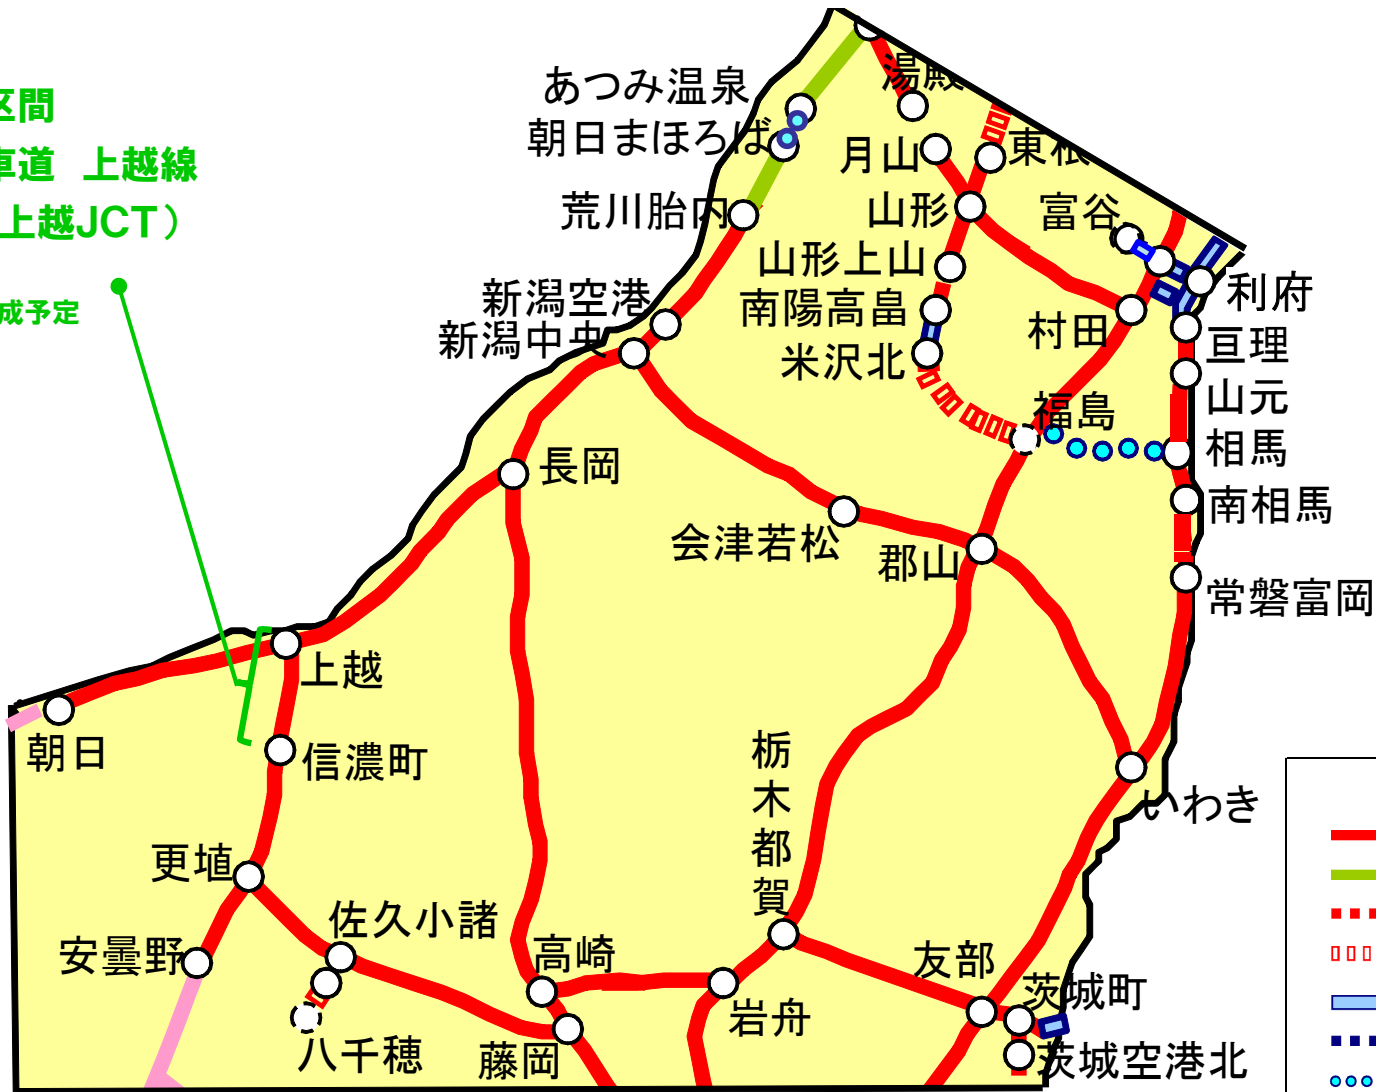 区間
車道 上越線
上越JCT）
成予定
あつみ温泉
朝日まほろば
荒川胎内
新潟空港
新潟中央
湯殿
月山
東根
山形
富谷
山形上山
南陽高畠
米沢北
村田
利府
亘理
山元
福島
相馬
南相馬
常磐富岡
長岡
会津若松
郡山
上越
朝日
信濃町
栃木都賀
いわき
更埴
安曇野
佐久小諸
八千穂
高崎
藤岡
岩舟
友部
茨城町
茨城空港北